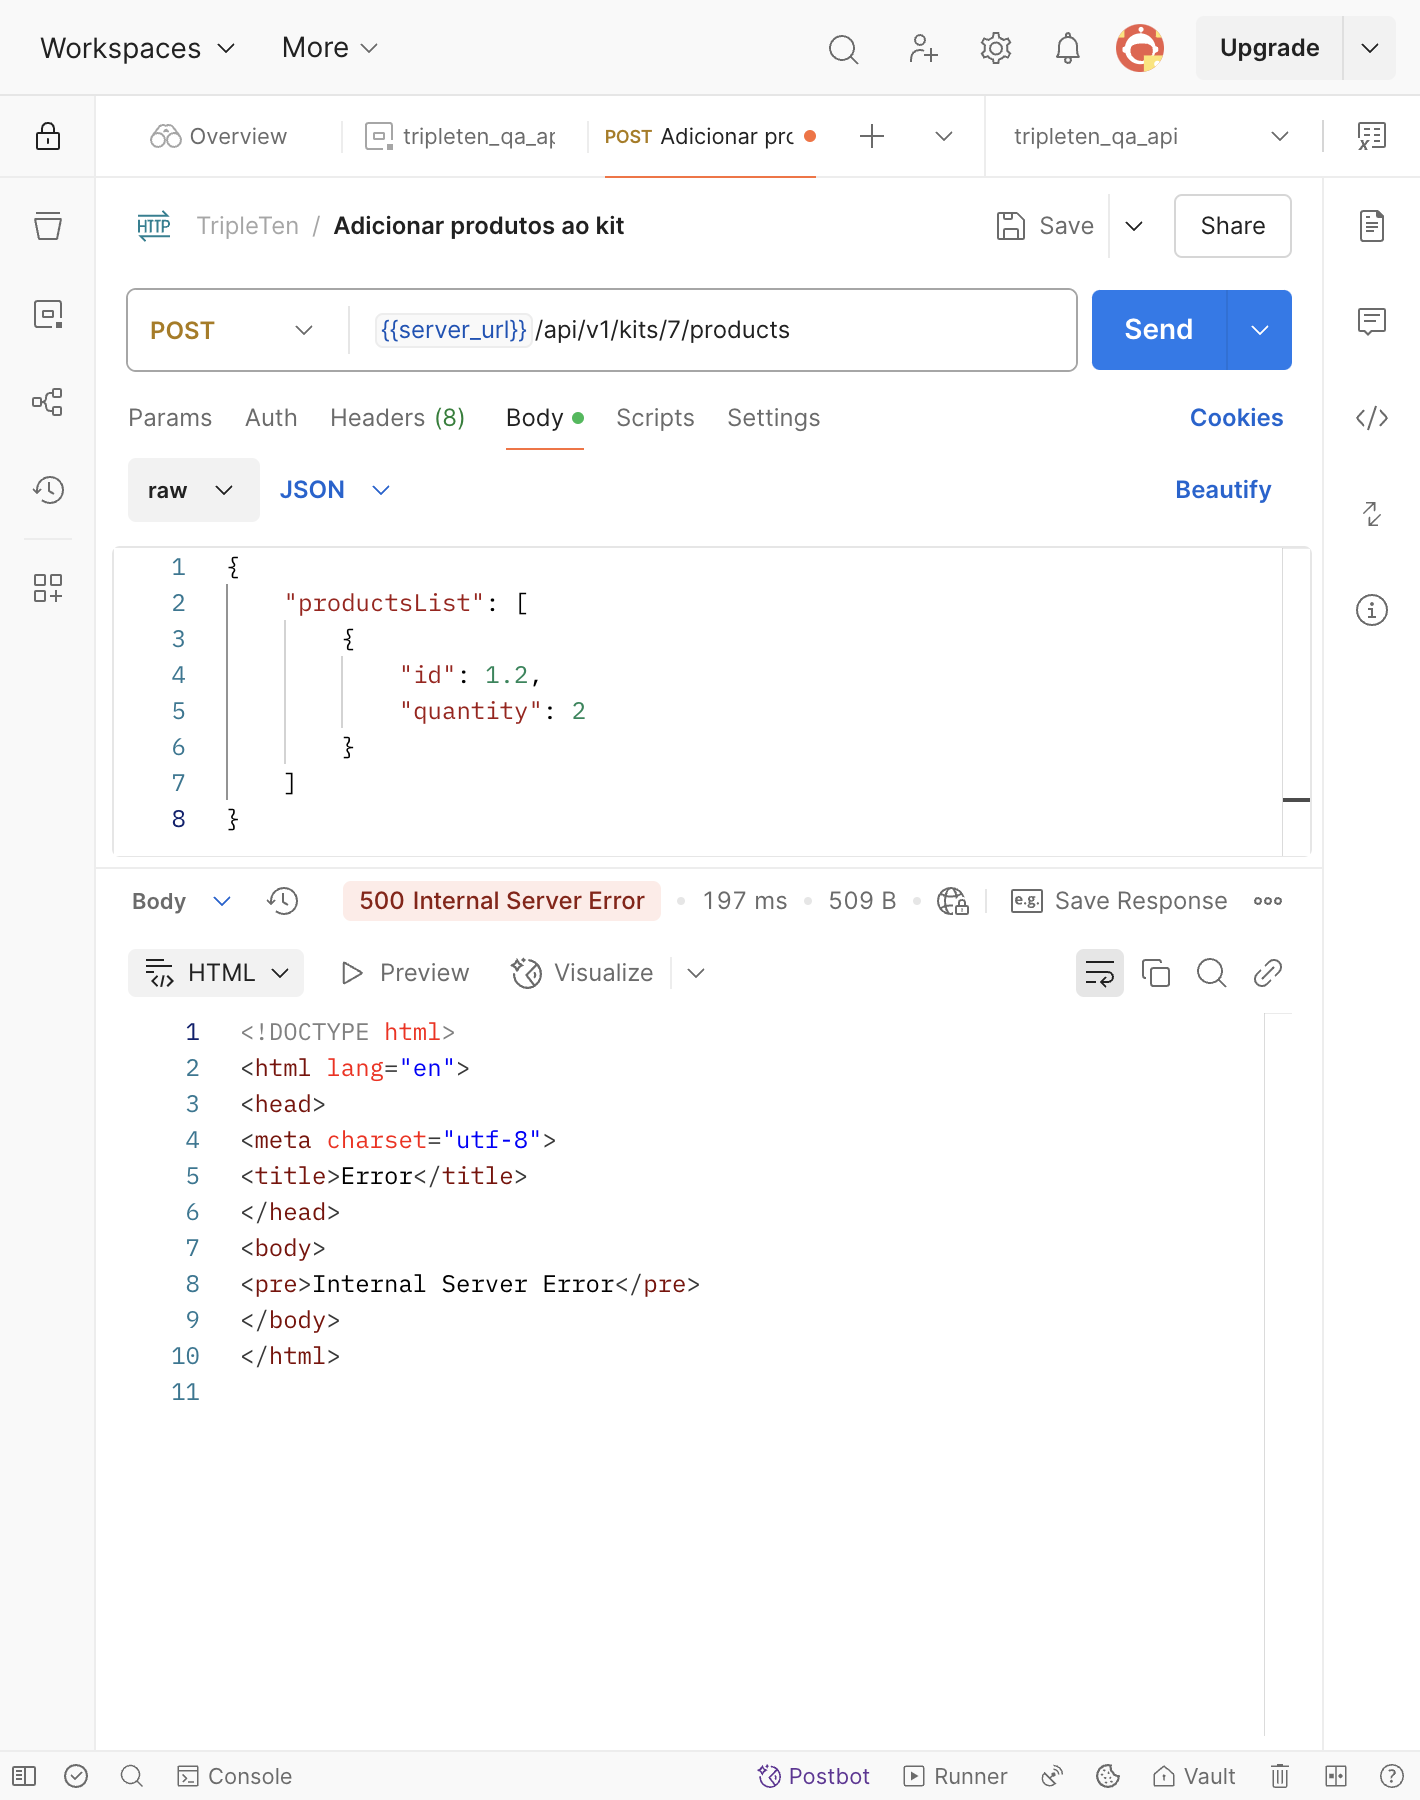 Workspaces More Upgrade
Overview tripleten_qa_ap POST Adicionar pro tripleten_qa_api
HTTP TripleTen / Adicionar produtos ao kit Save Share
POST {{server_url}}/api/v1/kits/7/products Send
Params Auth Headers (8) Body Scripts Settings Cookies
raw JSON Beautify
1 {
2 "productsList": [
3 {
4 "id": 1.2,
5 "quantity": 2
6 }
7 ]
8 }
Body 500 Internal Server Error • 197 ms • 509 B • e.g. Save Response
HTML Preview Visualize
1 <!DOCTYPE html>
2 <html lang="en">
3 <head>
4 <meta charset="utf-8">
5 <title>Error</title>
6 </head>
7 <body>
8 <pre>Internal Server Error</pre>
9 </body>
10 </html>
11
Console Postbot Runner Vault